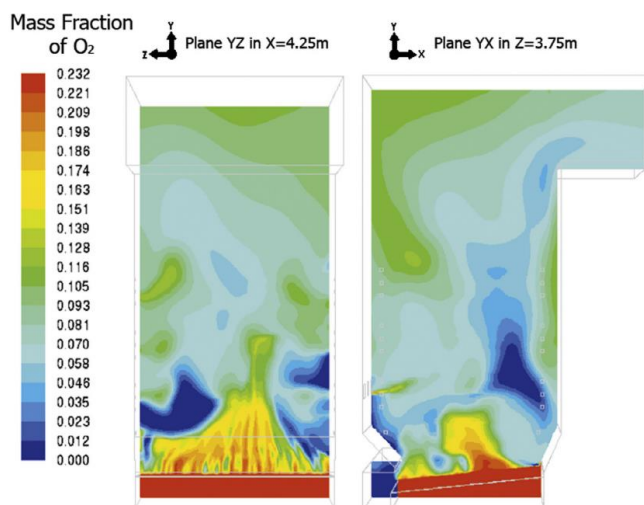 Mass Fraction
of O₂
Y
Z
Plane YZ in X=4.25m
Y
X
Plane YX in Z=3.75m
0.232
0.221
0.209
0.198
0.186
0.174
0.163
0.151
0.139
0.128
0.116
0.105
0.093
0.081
0.070
0.058
0.046
0.035
0.023
0.012
0.000